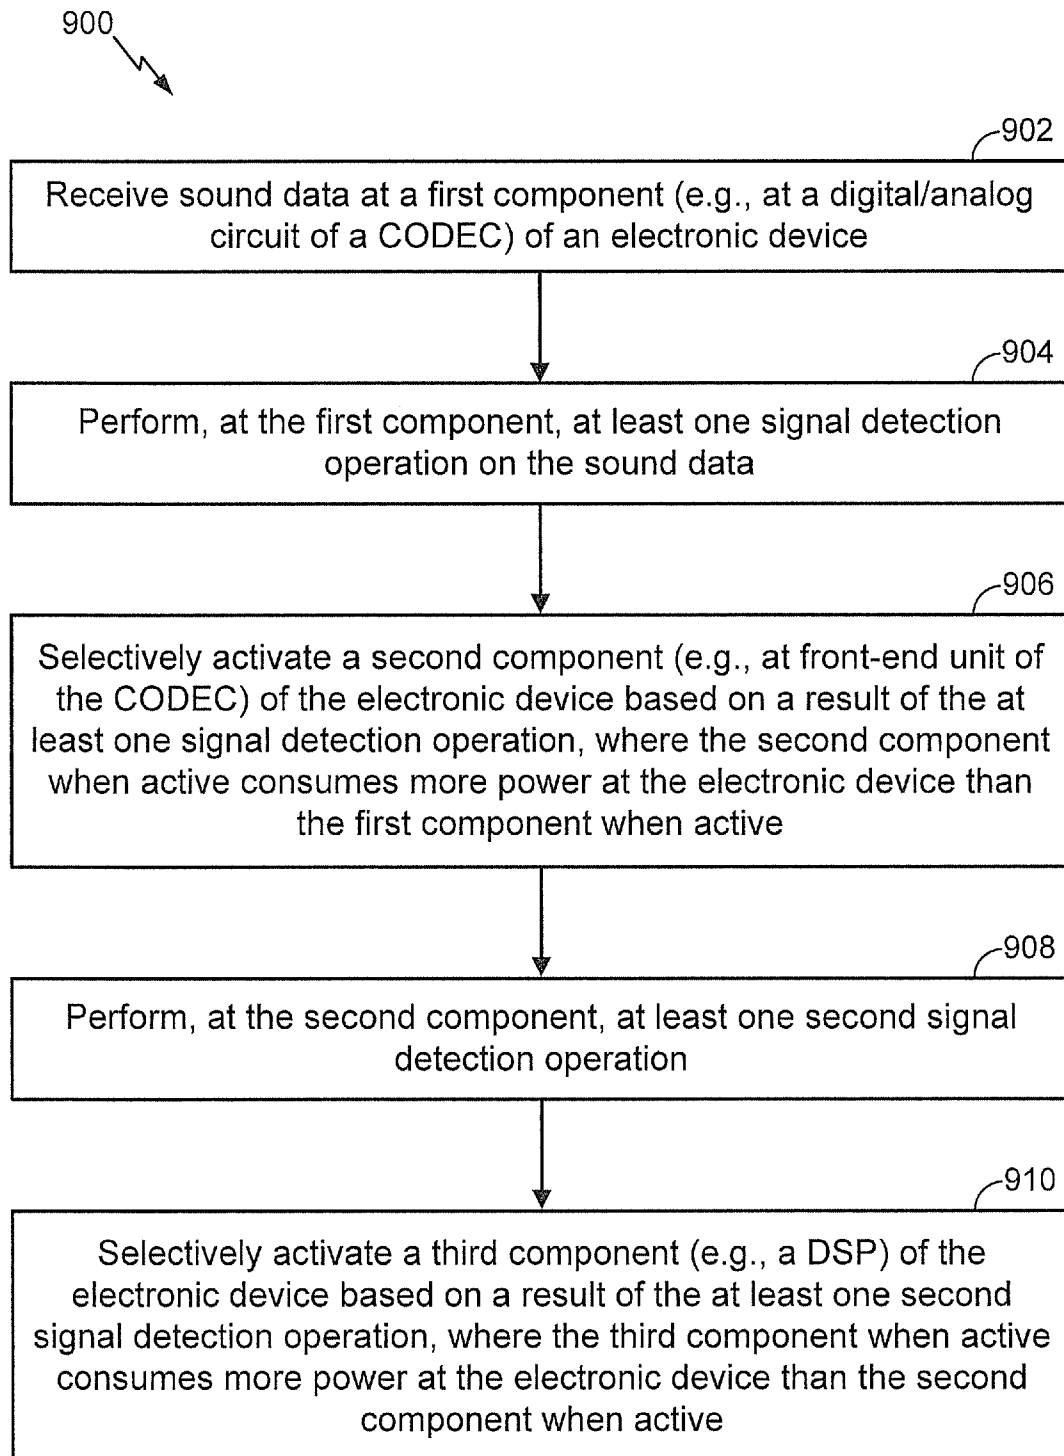 900
902
Receive sound data at a first component (e.g., at a digital/analog
circuit of a CODEC) of an electronic device
904
Perform, at the first component, at least one signal detection
operation on the sound data
906
Selectively activate a second component (e.g., at front-end unit of
the CODEC) of the electronic device based on a result of the at
least one signal detection operation, where the second component
when active consumes more power at the electronic device than
the first component when active
908
Perform, at the second component, at least one second signal
detection operation
910
Selectively activate a third component (e.g., a DSP) of the
electronic device based on a result of the at least one second
signal detection operation, where the third component when active
consumes more power at the electronic device than the second
component when active